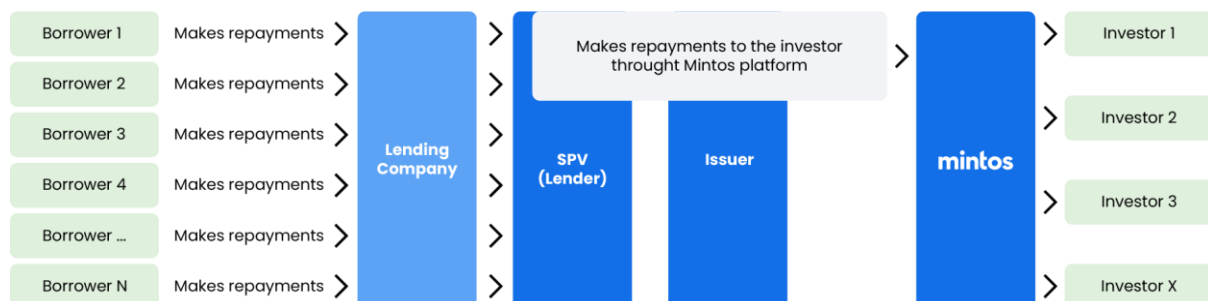 Borrower 1 Makes repayments
Borrower 2 Makes repayments
Borrower 3 Makes repayments
Borrower 4 Makes repayments
Borrower ... Makes repayments
Borrower N Makes repayments
Lending
Company
SPV
(Lender)
Makes repayments to the investor
throught Mintos platform
Issuer
mintos
Investor 1
Investor 2
Investor 3
Investor X